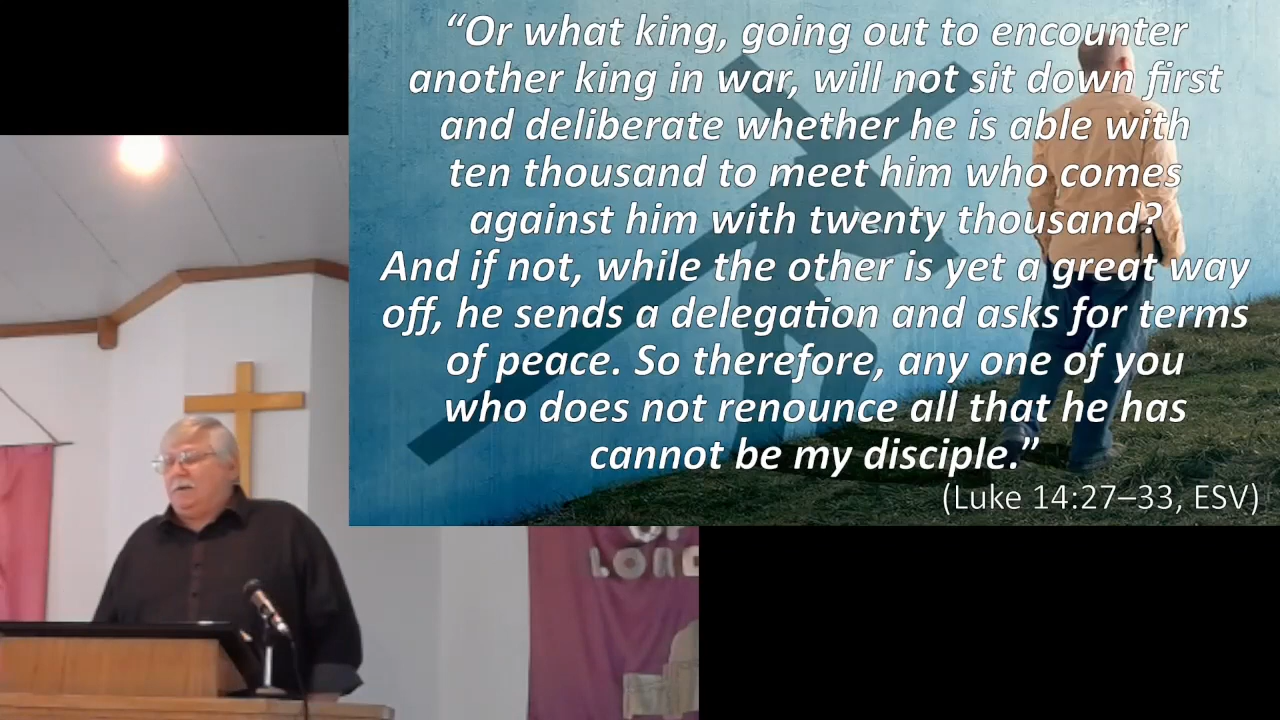 “Or what king, going out to encounter
another king in war, will not sit down first
and deliberate whether he is able with
ten thousand to meet him who comes
against him with twenty thousand?
And if not, while the other is yet a great way
off, he sends a delegation and asks for terms
of peace. So therefore, any one of you
who does not renounce all that he has
cannot be my disciple.”
(Luke 14:27–33, ESV)